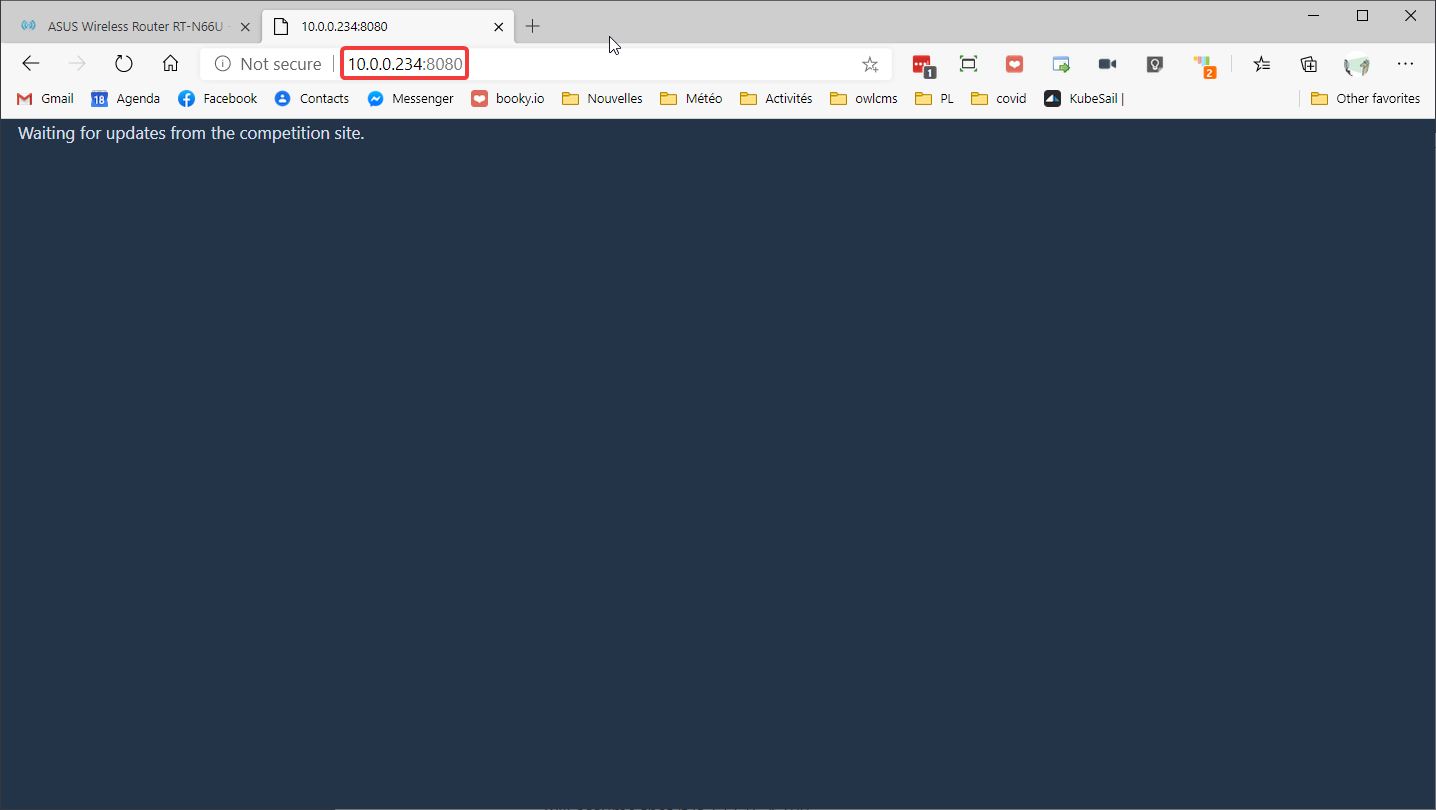 ASUS Wireless Router RT-N66U
10.0.0.234:8080
Not secure 10.0.0.234:8080
1
2
Gmail 18 Agenda Facebook Contacts Messenger booky.io Nouvelles Météo Activités owlcms PL covid KubeSail | Other favorites
Waiting for updates from the competition site.